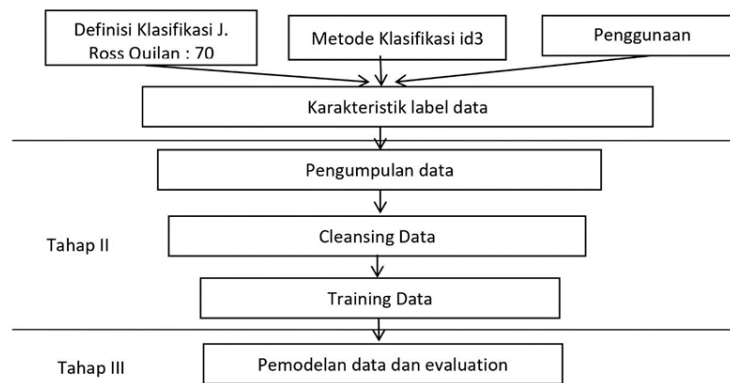 Definisi Klasifikasi J.
Ross Quilan : 70
Metode Klasifikasi id3
Penggunaan
Karakteristik label data
Pengumpulan data
Tahap II
Cleansing Data
Training Data
Tahap III
Pemodelan data dan evaluation